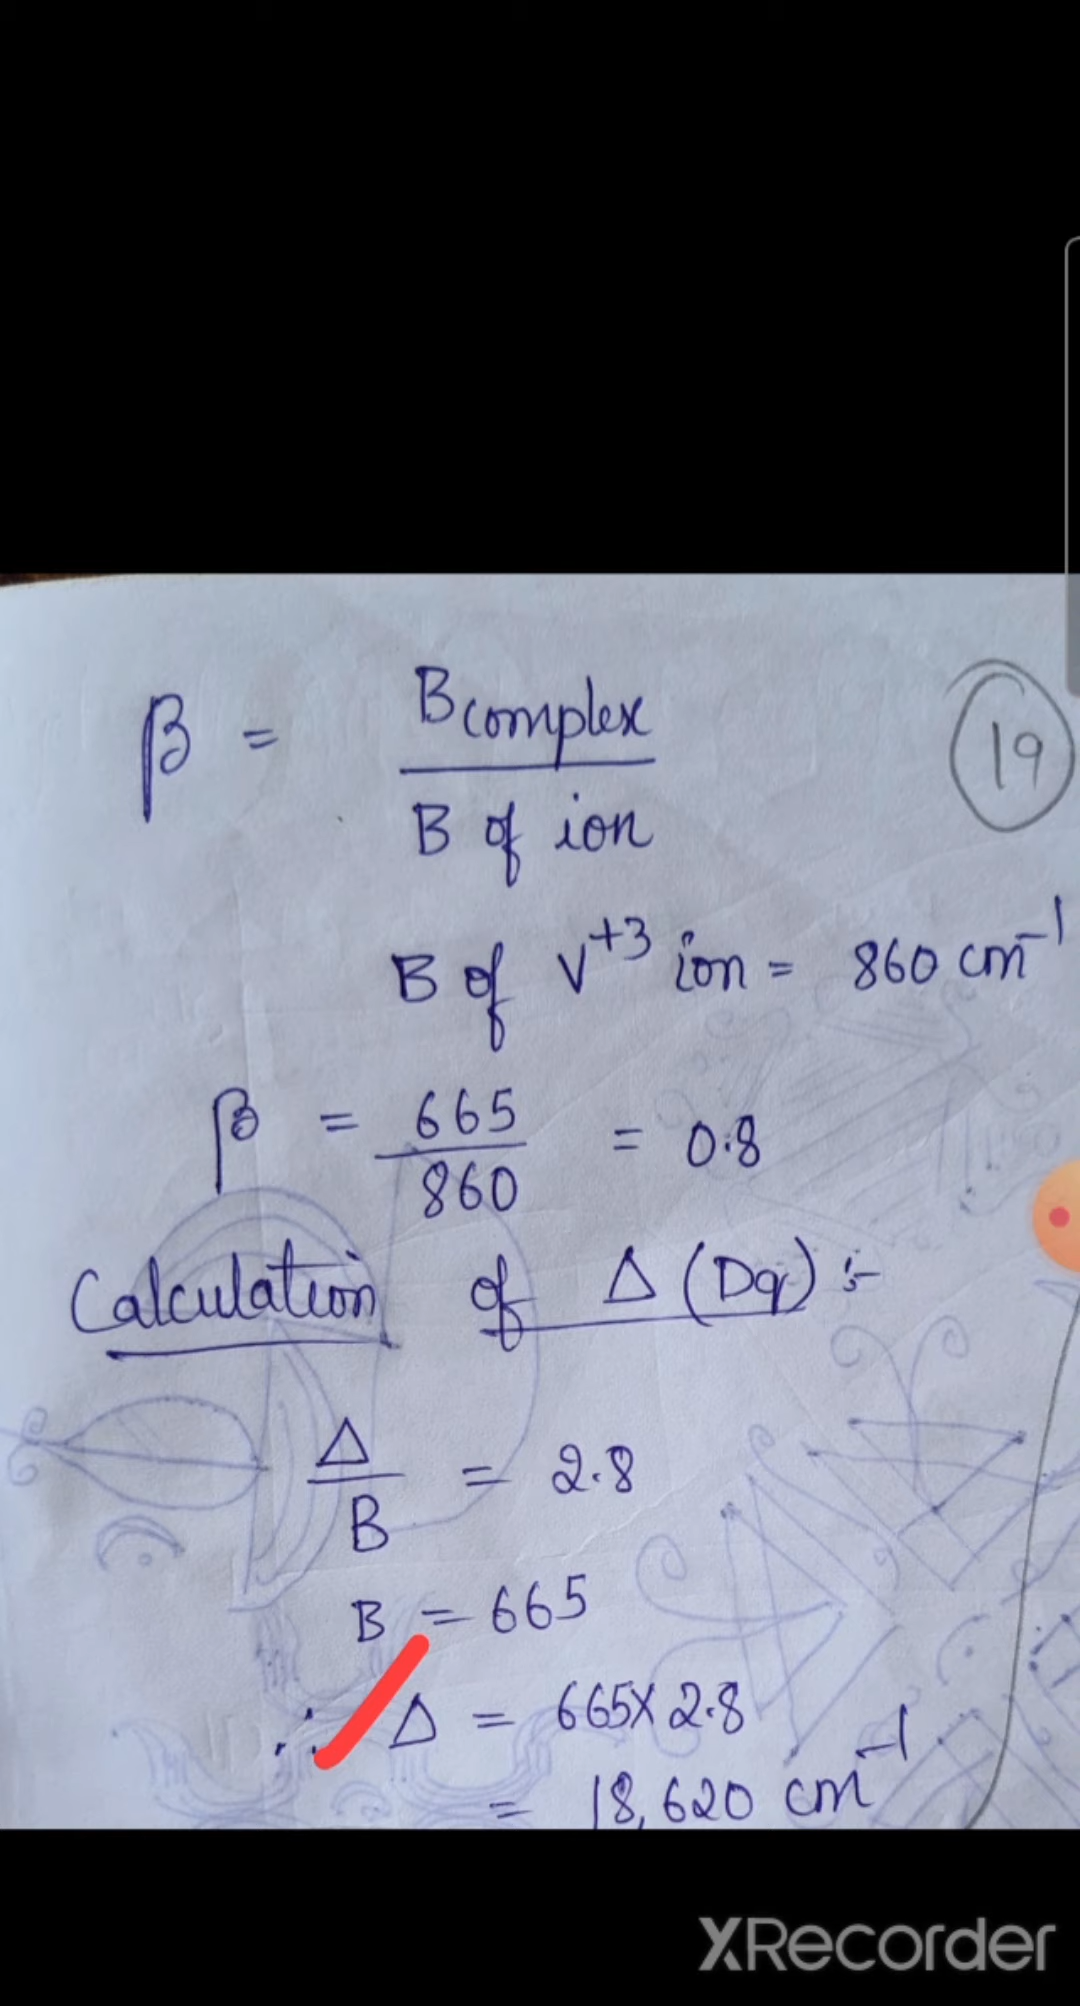 β = Bcomplex / B of ion
19
B of V+3 ion = 860 cm-1
β = 665 / 860 = 0.8
Calculation of Δ (Dq) :-
Δ / B = 2.8
B = 665
∴ Δ = 665X 2.8
= 18,620 cm-1
XRecorder